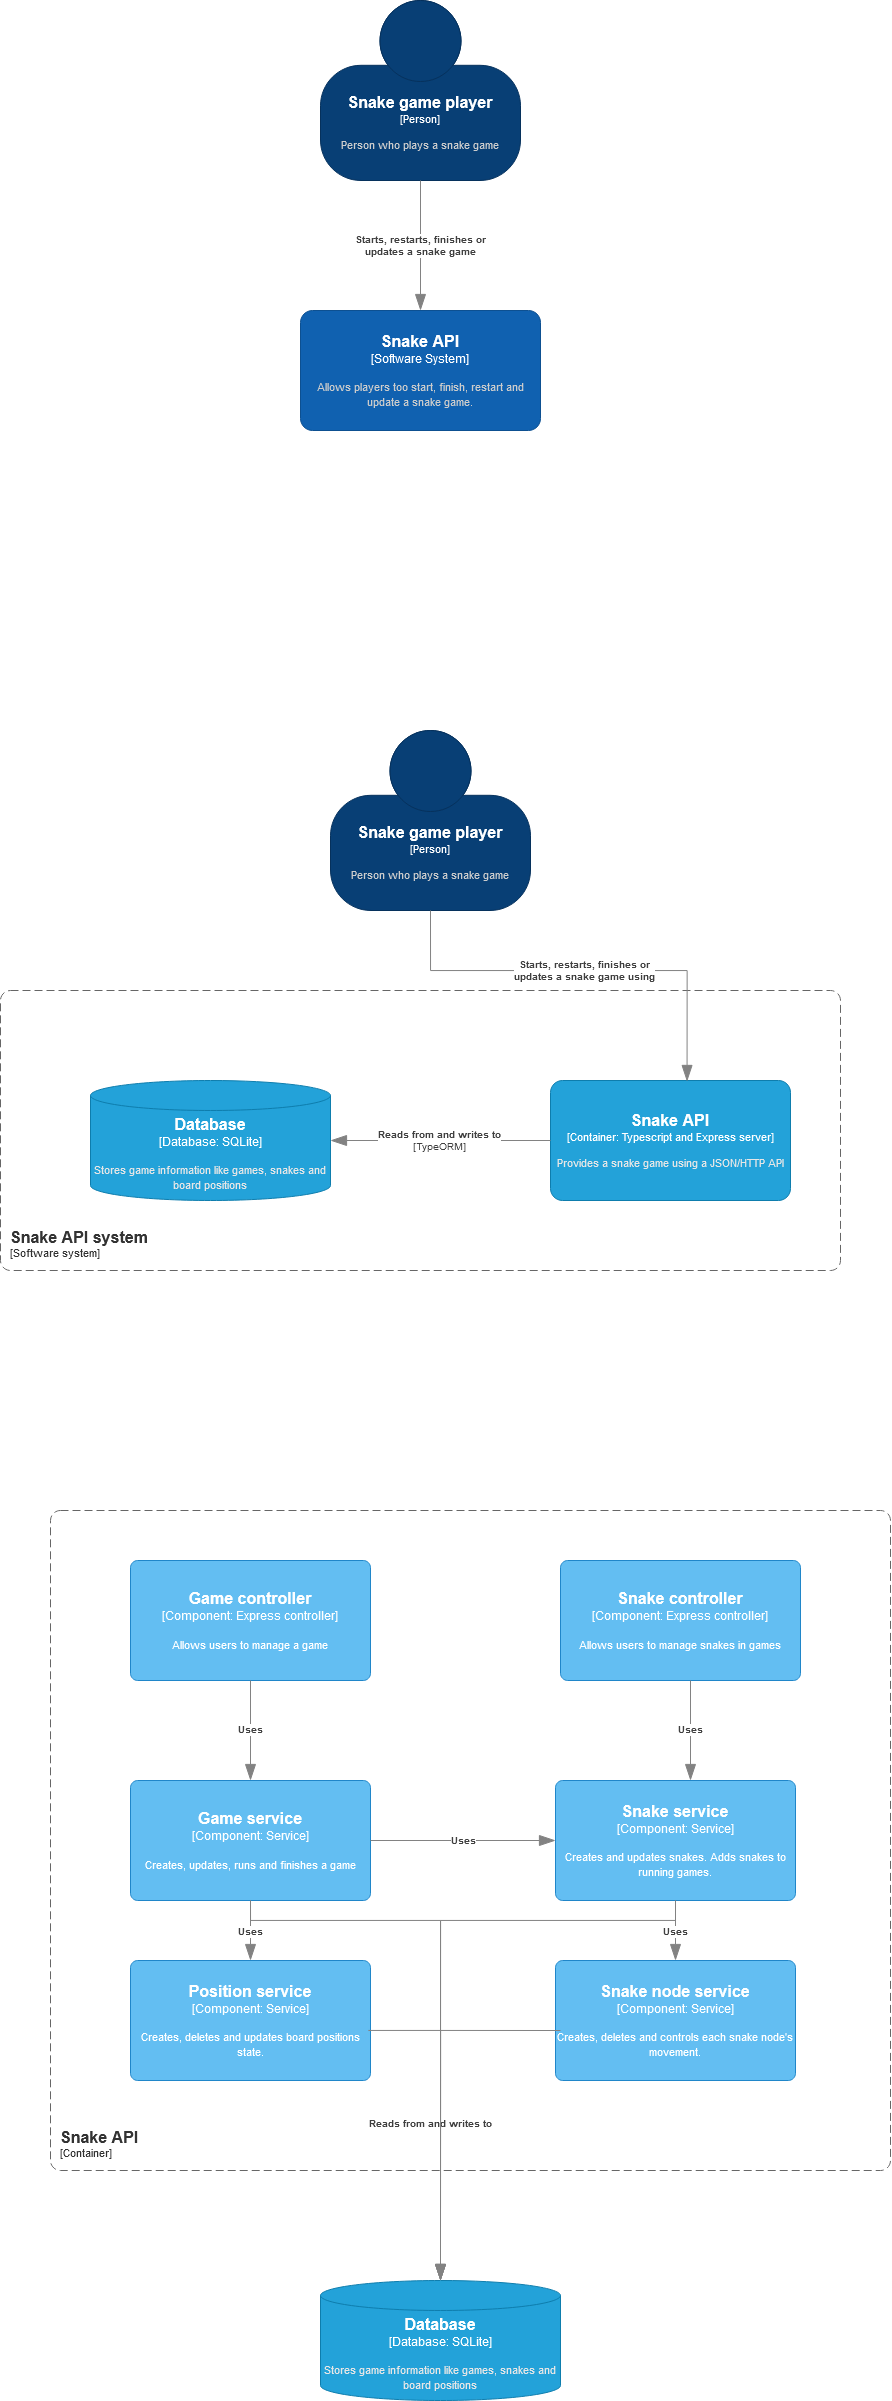 Snake game player
[Person]
Person who plays a snake game
Starts, restarts, finishes or
updates a snake game
Snake API
[Software System]
Allows players too start, finish, restart and
update a snake game.
Snake game player
[Person]
Person who plays a snake game
Starts, restarts, finishes or
updates a snake game using
Database
[Database: SQLite]
Stores game information like games, snakes and
board positions
Reads from and writes to
[TypeORM]
Snake API
[Container: Typescript and Express server]
Provides a snake game using a JSON/HTTP API
Snake API system
[Software system]
Game controller
[Component: Express controller]
Allows users to manage a game
Snake controller
[Component: Express controller]
Allows users to manage snakes in games
Uses
Uses
Game service
[Component: Service]
Creates, updates, runs and finishes a game
Uses
Snake service
[Component: Service]
Creates and updates snakes. Adds snakes to
running games.
Uses
Uses
Position service
[Component: Service]
Creates, deletes and updates board positions
state.
Snake node service
[Component: Service]
Creates, deletes and controls each snake node's
movement.
Reads from and writes to
Snake API
[Container]
Database
[Database: SQLite]
Stores game information like games, snakes and
board positions